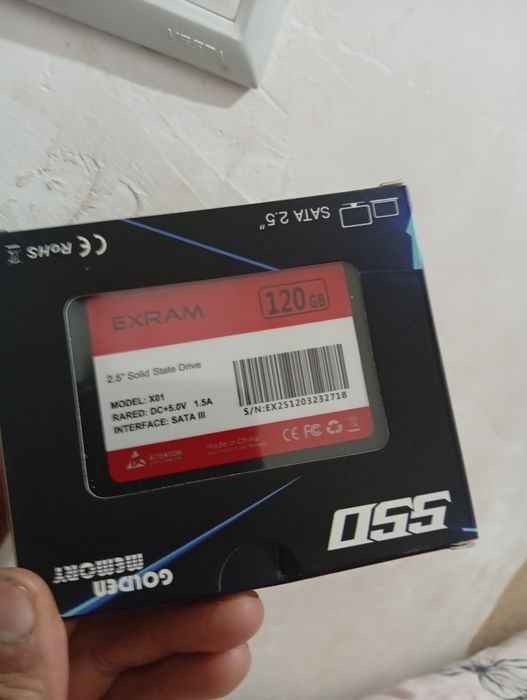 VESTA
SATA 2.5"
CE RoHS
EXRAM
120 GB
2.5" Solid State Drive
MODEL: X01
RARED: DC+5.0V 1.5A
INTERFACE: SATA III
S/N:EX251203232718
ATTENTION
Made in China
CE FC
SSD
GOLDEN
MEMORY